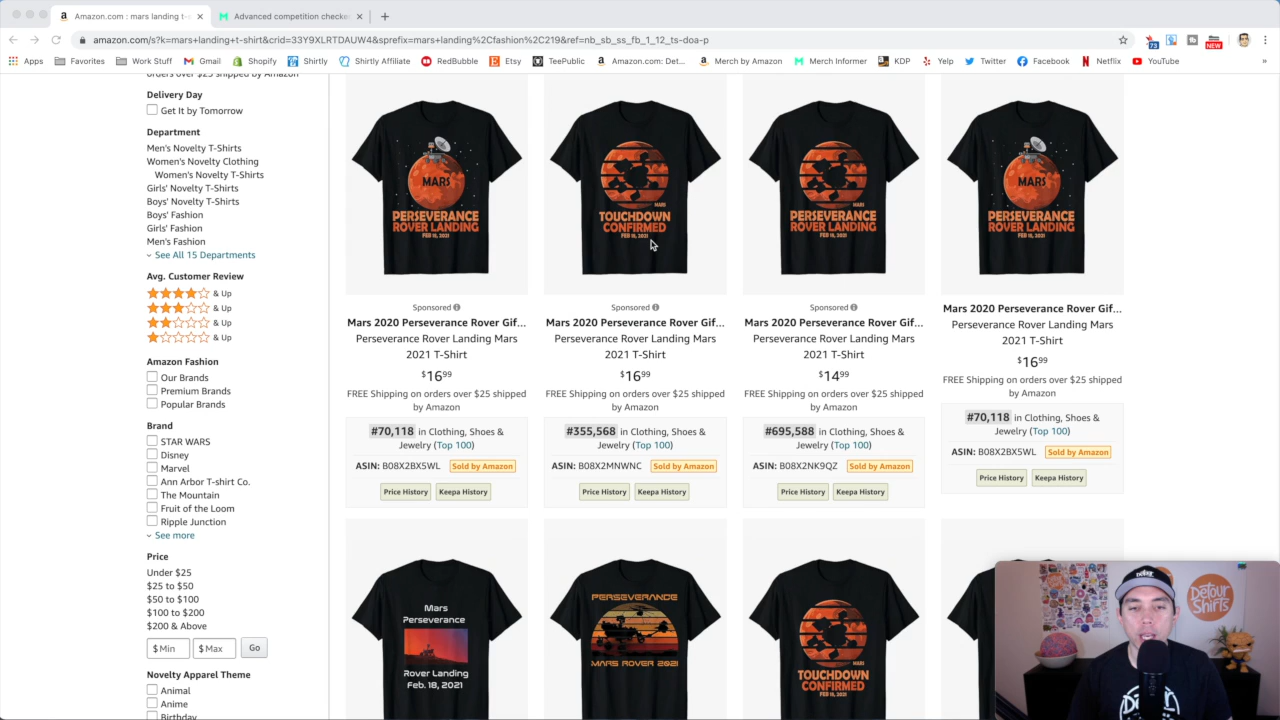 Amazon.com : mars landing t-s
Advanced competition checke
amazon.com/s?k=mars+landing+t-shirt&crid=33Y9XLRTDAUW4&sprefix=mars+landing%2Cfashion%2C219&ref=nb_sb_ss_fb_1_12_ts-doa-p
73
NEW
Apps
Favorites
Work Stuff
Gmail
Shopify
Shirtly
Shirtly Affiliate
RedBubble
Etsy
TeePublic
Amazon.com: Det...
Merch by Amazon
Merch Informer
KDP
Yelp
Twitter
Facebook
Netflix
YouTube
»
orders over $25 shipped by Amazon
Delivery Day
Get It by Tomorrow
Department
Men's Novelty T-Shirts
Women's Novelty Clothing
Women's Novelty T-Shirts
Girls' Novelty T-Shirts
Boys' Novelty T-Shirts
Boys' Fashion
Girls' Fashion
Men's Fashion
See All 15 Departments
Avg. Customer Review
& Up
& Up
& Up
& Up
Amazon Fashion
Our Brands
Premium Brands
Popular Brands
Brand
STAR WARS
Disney
Marvel
Ann Arbor T-shirt Co.
The Mountain
Fruit of the Loom
Ripple Junction
See more
Price
Under $25
$25 to $50
$50 to $100
$100 to $200
$200 & Above
$ Min
$ Max
Go
Novelty Apparel Theme
Animal
Anime
Birthday
MARS
PERSEVERANCE
ROVER LANDING
FEB 18, 2021
Sponsored
Mars 2020 Perseverance Rover Gif...
Perseverance Rover Landing Mars
2021 T-Shirt
$16.99
FREE Shipping on orders over $25 shipped
by Amazon
#70,118 in Clothing, Shoes &
Jewelry (Top 100)
ASIN: B08X2BX5WL
Sold by Amazon
Price History
Keepa History
MARS
TOUCHDOWN
CONFIRMED
FEB 18, 2021
Sponsored
Mars 2020 Perseverance Rover Gif...
Perseverance Rover Landing Mars
2021 T-Shirt
$16.99
FREE Shipping on orders over $25 shipped
by Amazon
#355,568 in Clothing, Shoes &
Jewelry (Top 100)
ASIN: B08X2MNWNC
Sold by Amazon
Price History
Keepa History
MARS
PERSEVERANCE
ROVER LANDING
FEB 18, 2021
Sponsored
Mars 2020 Perseverance Rover Gif...
Perseverance Rover Landing Mars
2021 T-Shirt
$14.99
FREE Shipping on orders over $25 shipped
by Amazon
#695,588 in Clothing, Shoes &
Jewelry (Top 100)
ASIN: B08X2NK9QZ
Sold by Amazon
Price History
Keepa History
MARS
PERSEVERANCE
ROVER LANDING
FEB 18, 2021
Mars 2020 Perseverance Rover Gif...
Perseverance Rover Landing Mars
2021 T-Shirt
$16.99
FREE Shipping on orders over $25 shipped
by Amazon
#70,118 in Clothing, Shoes &
Jewelry (Top 100)
ASIN: B08X2BX5WL
Sold by Amazon
Price History
Keepa History
Mars
Perseverance
Rover Landing
Feb. 18, 2021
PERSEVERANCE
MARS ROVER 2021
MARS
TOUCHDOWN
CONFIRMED
FEB 18, 2021
DETOUR
SHIRTS